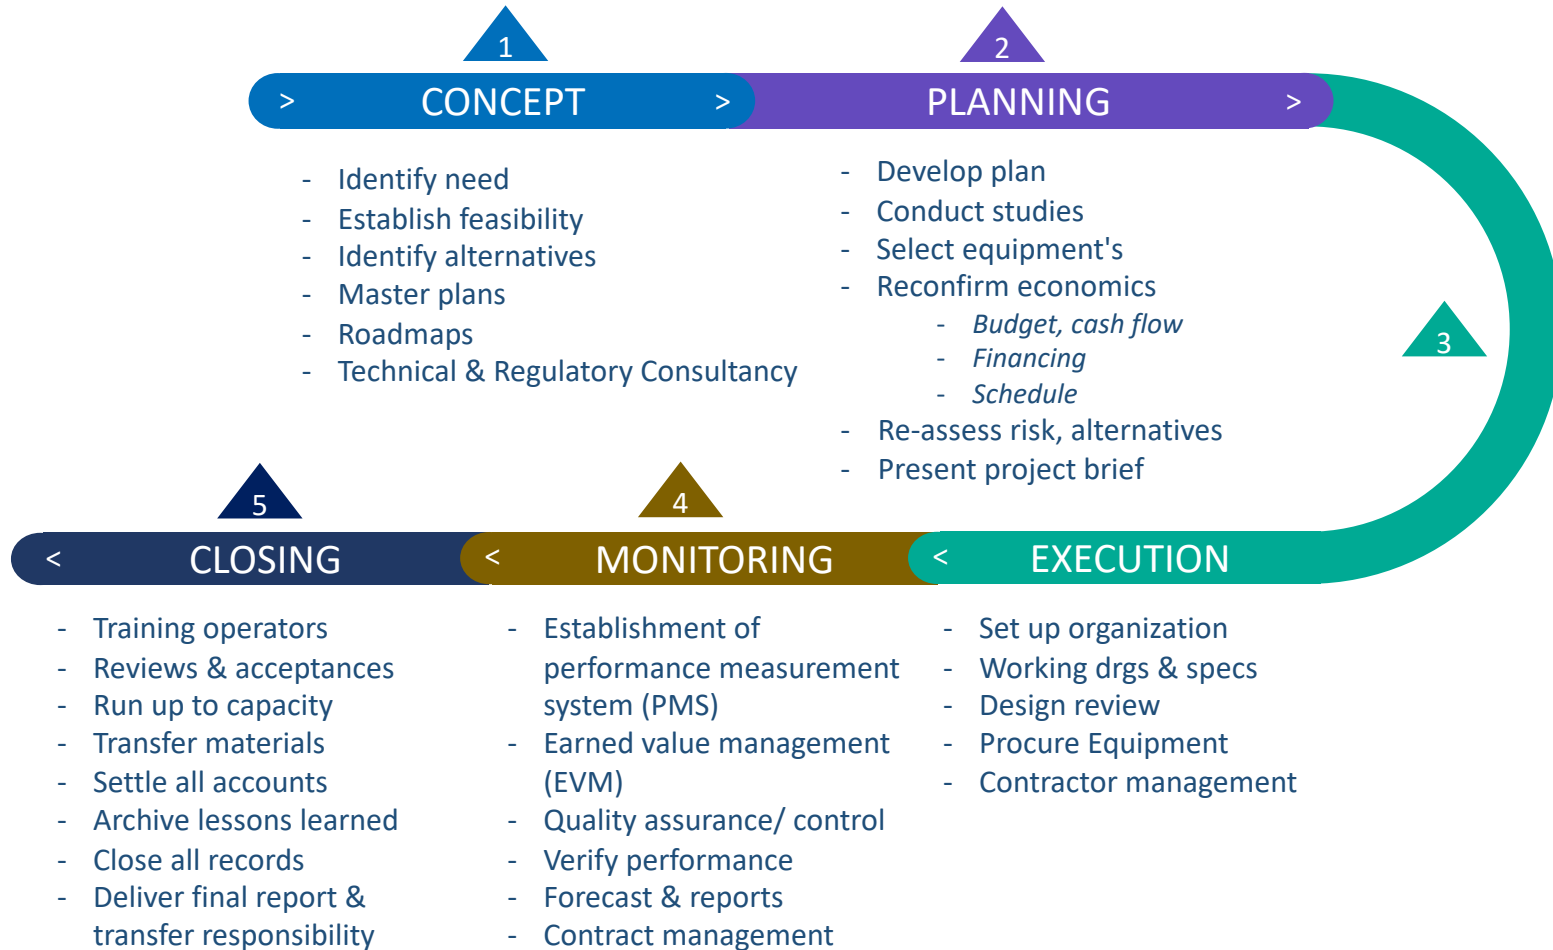 1
> CONCEPT >
- Identify need
- Establish feasibility
- Identify alternatives
- Master plans
- Roadmaps
- Technical & Regulatory Consultancy
2
PLANNING >
- Develop plan
- Conduct studies
- Select equipment's
- Reconfirm economics
- Budget, cash flow
- Financing
- Schedule
- Re-assess risk, alternatives
- Present project brief
3
< EXECUTION
- Set up organization
- Working drgs & specs
- Design review
- Procure Equipment
- Contractor management
4
< MONITORING
- Establishment of
performance measurement
system (PMS)
- Earned value management
(EVM)
- Quality assurance/ control
- Verify performance
- Forecast & reports
- Contract management
5
< CLOSING
- Training operators
- Reviews & acceptances
- Run up to capacity
- Transfer materials
- Settle all accounts
- Archive lessons learned
- Close all records
- Deliver final report &
transfer responsibility